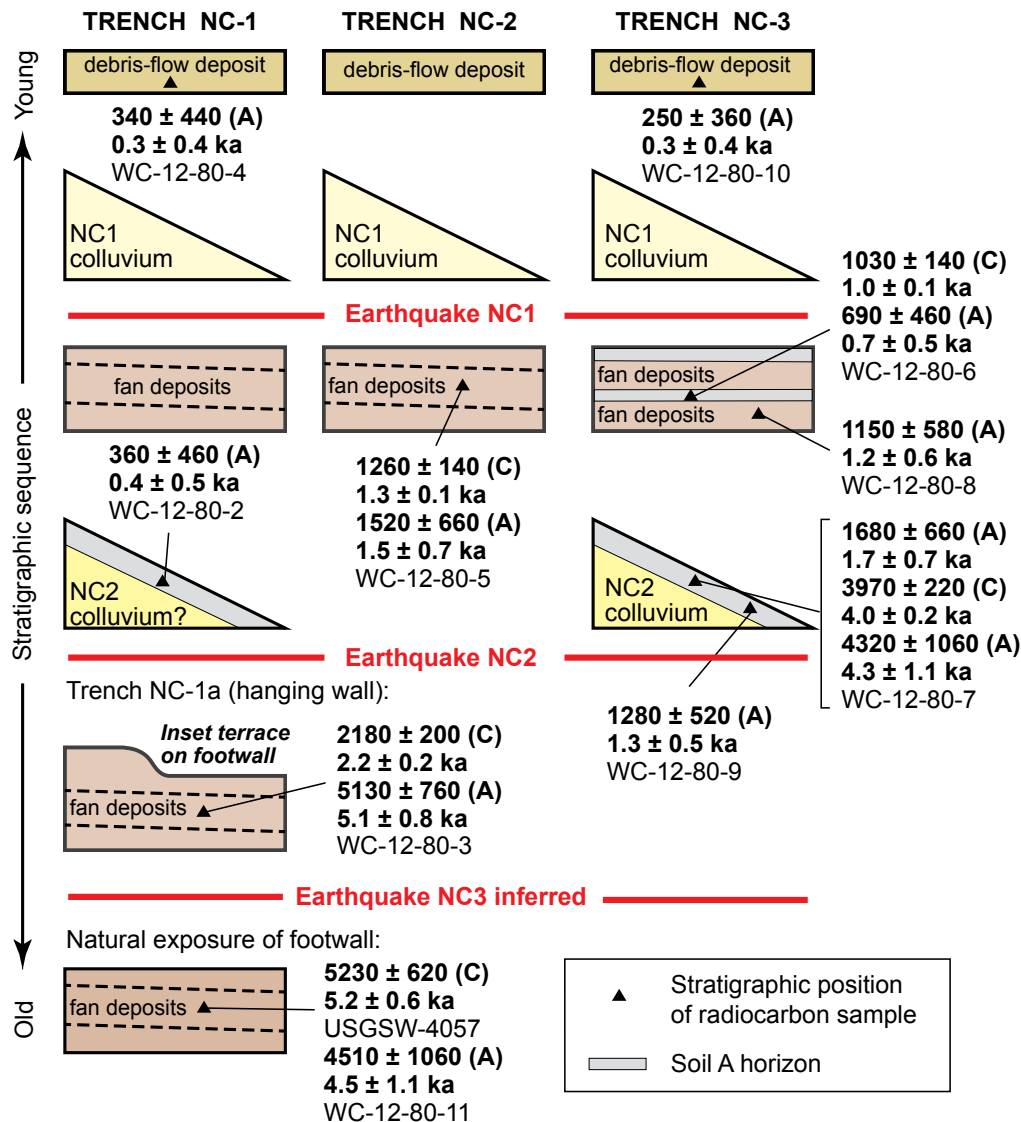 TRENCH NC-1
TRENCH NC-2
TRENCH NC-3
Young
Stratigraphic sequence
Old
debris-flow deposit
340 ± 440 (A)
0.3 ± 0.4 ka
WC-12-80-4
debris-flow deposit
debris-flow deposit
250 ± 360 (A)
0.3 ± 0.4 ka
WC-12-80-10
NC1
colluvium
NC1
colluvium
NC1
colluvium
1030 ± 140 (C)
1.0 ± 0.1 ka
690 ± 460 (A)
0.7 ± 0.5 ka
WC-12-80-6
Earthquake NC1
fan deposits
fan deposits
fan deposits
fan deposits
1150 ± 580 (A)
1.2 ± 0.6 ka
WC-12-80-8
360 ± 460 (A)
0.4 ± 0.5 ka
WC-12-80-2
1260 ± 140 (C)
1.3 ± 0.1 ka
1520 ± 660 (A)
1.5 ± 0.7 ka
WC-12-80-5
NC2
colluvium?
NC2
colluvium
1680 ± 660 (A)
1.7 ± 0.7 ka
3970 ± 220 (C)
4.0 ± 0.2 ka
4320 ± 1060 (A)
4.3 ± 1.1 ka
WC-12-80-7
Earthquake NC2
Trench NC-1a (hanging wall):
Inset terrace
on footwall
fan deposits
2180 ± 200 (C)
2.2 ± 0.2 ka
5130 ± 760 (A)
5.1 ± 0.8 ka
WC-12-80-3
1280 ± 520 (A)
1.3 ± 0.5 ka
WC-12-80-9
Earthquake NC3 inferred
Natural exposure of footwall:
fan deposits
5230 ± 620 (C)
5.2 ± 0.6 ka
USGSW-4057
4510 ± 1060 (A)
4.5 ± 1.1 ka
WC-12-80-11
Stratigraphic position
of radiocarbon sample
Soil A horizon